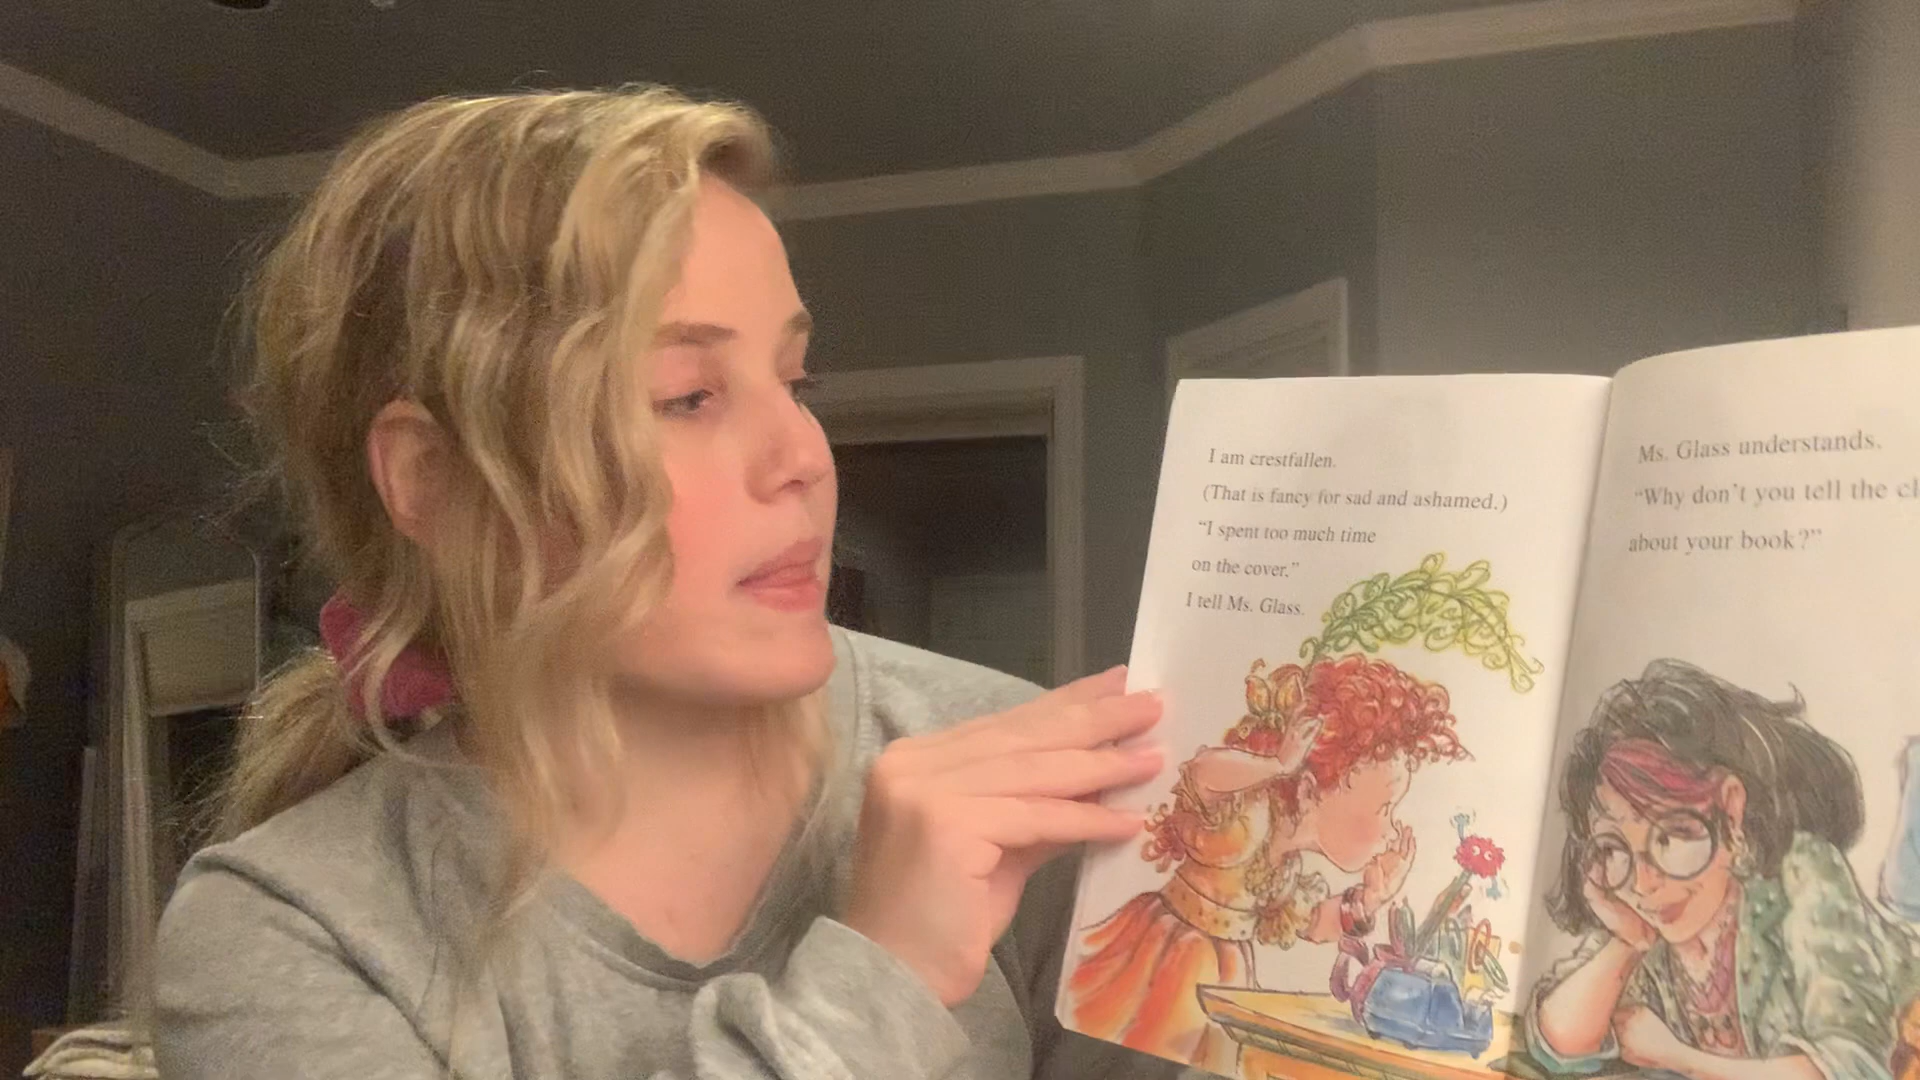 I am crestfallen.
(That is fancy for sad and ashamed.)
“I spent too much time
on the cover.”
I tell Ms. Glass.
Ms. Glass understands.
“Why don’t you tell the
about your book?”